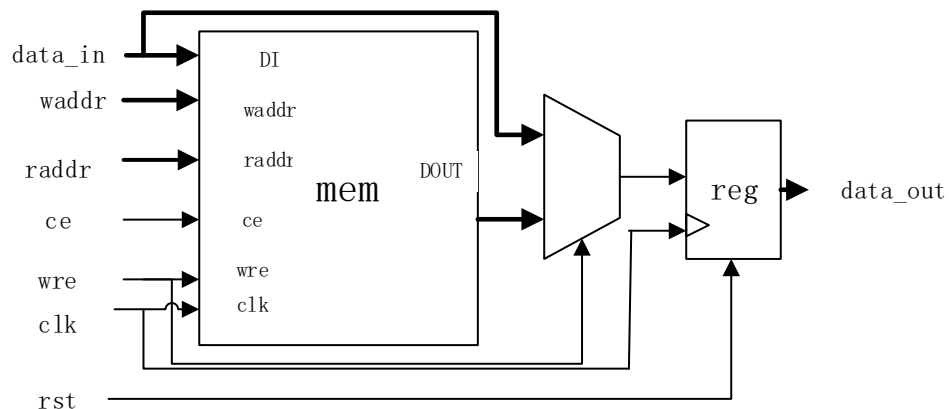 data_in
waddr
raddr
ce
wre
clk
rst
DI
waddr
raddr
ce
wre
clk
mem
DOUT
reg
data_out